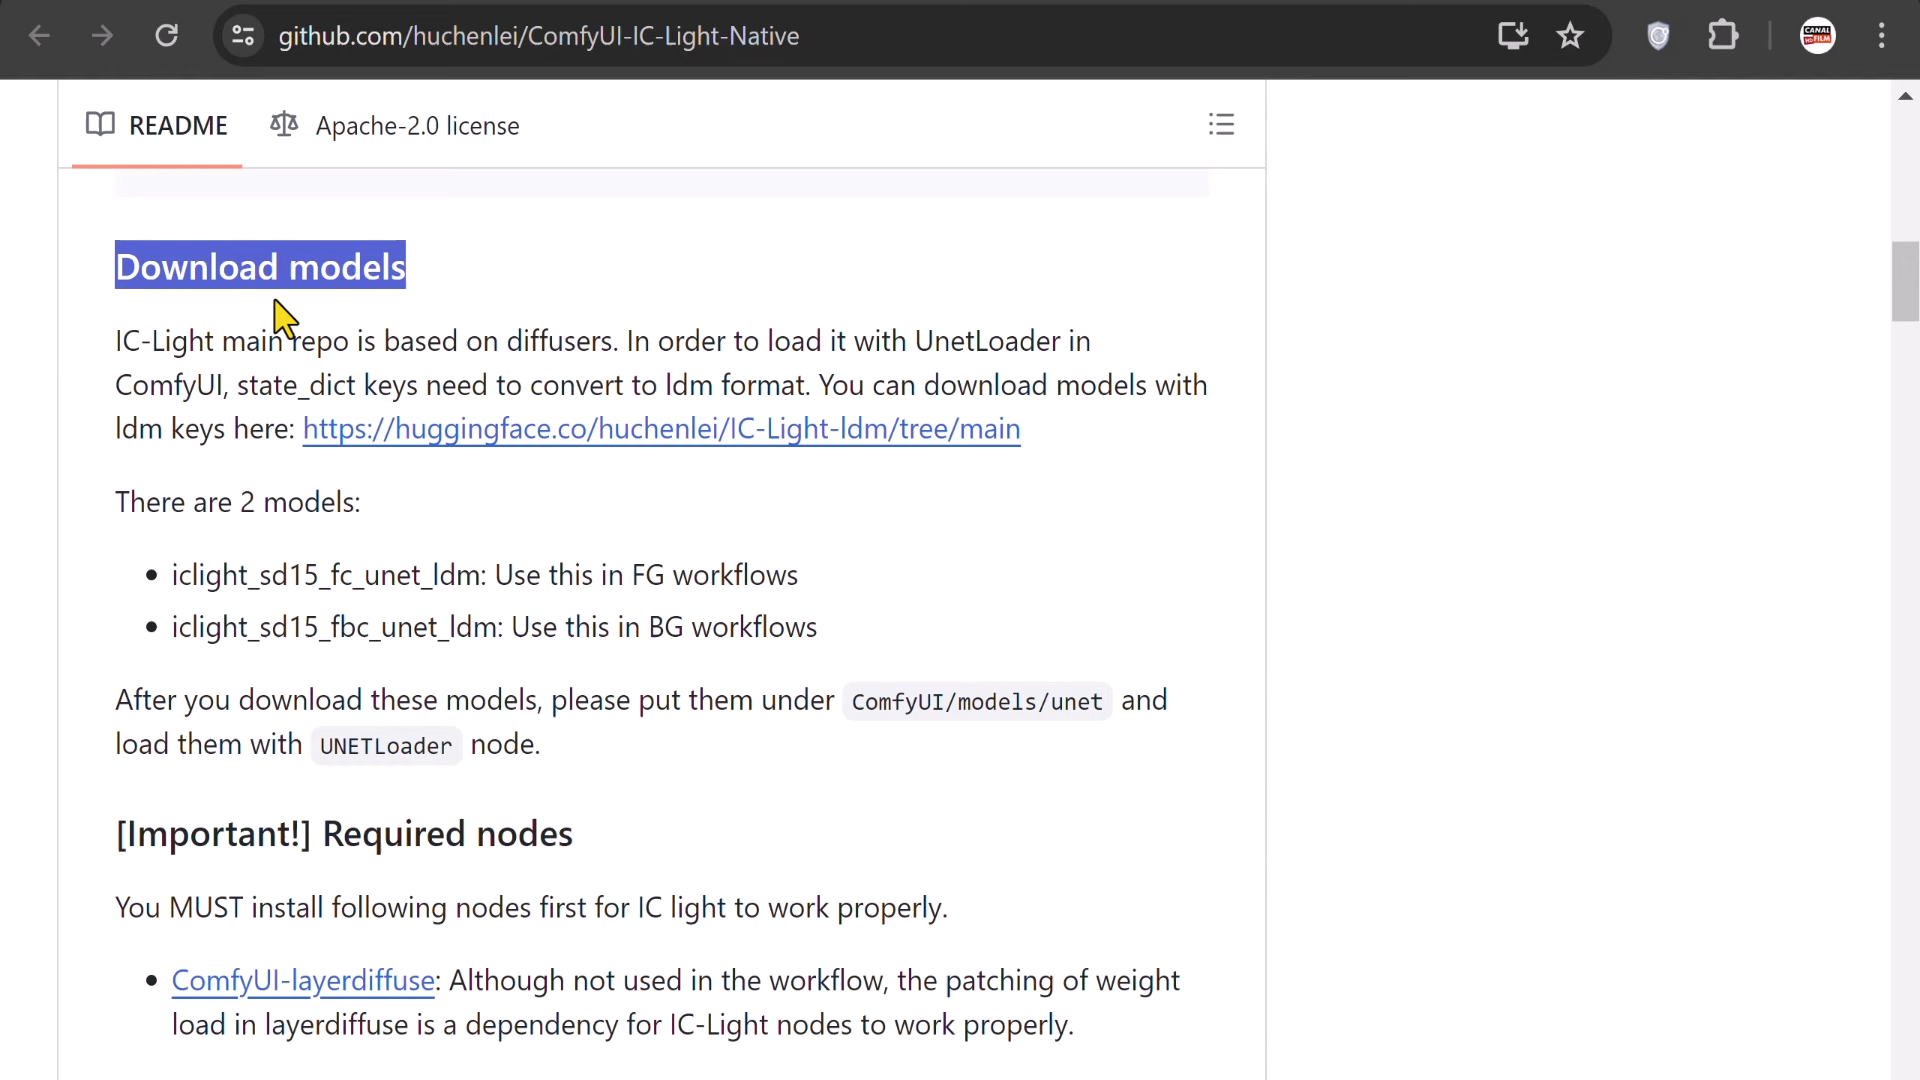 github.com/huchenlei/ComfyUI-IC-Light-Native
CANAL
HD FILM
README
Apache-2.0 license
Download models
IC-Light main repo is based on diffusers. In order to load it with UnetLoader in
ComfyUI, state_dict keys need to convert to ldm format. You can download models with
ldm keys here: https://huggingface.co/huchenlei/IC-Light-ldm/tree/main
There are 2 models:
• iclight_sd15_fc_unet_ldm: Use this in FG workflows
• iclight_sd15_fbc_unet_ldm: Use this in BG workflows
After you download these models, please put them under ComfyUI/models/unet and
load them with UNETLoader node.
[Important!] Required nodes
You MUST install following nodes first for IC light to work properly.
• ComfyUI-layerdiffuse: Although not used in the workflow, the patching of weight
load in layerdiffuse is a dependency for IC-Light nodes to work properly.